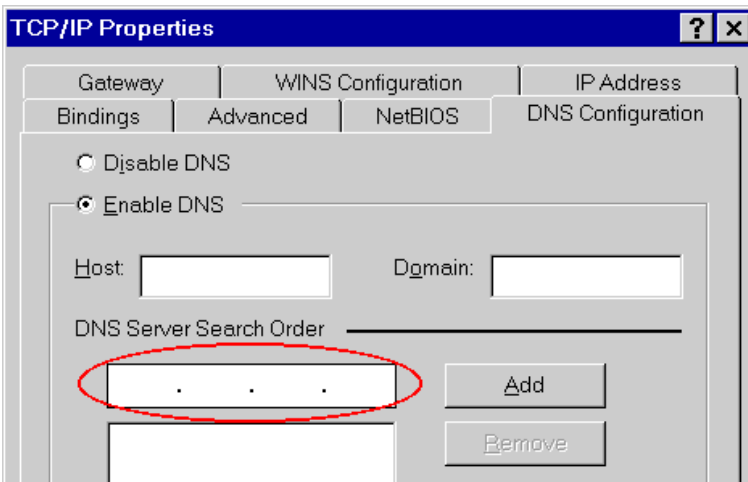 TCP/IP Properties ? ×
Gateway WINS Configuration IP Address
Bindings Advanced NetBIOS DNS Configuration
Disable DNS
Enable DNS
Host: Domain:
DNS Server Search Order
. . . Add
Remove